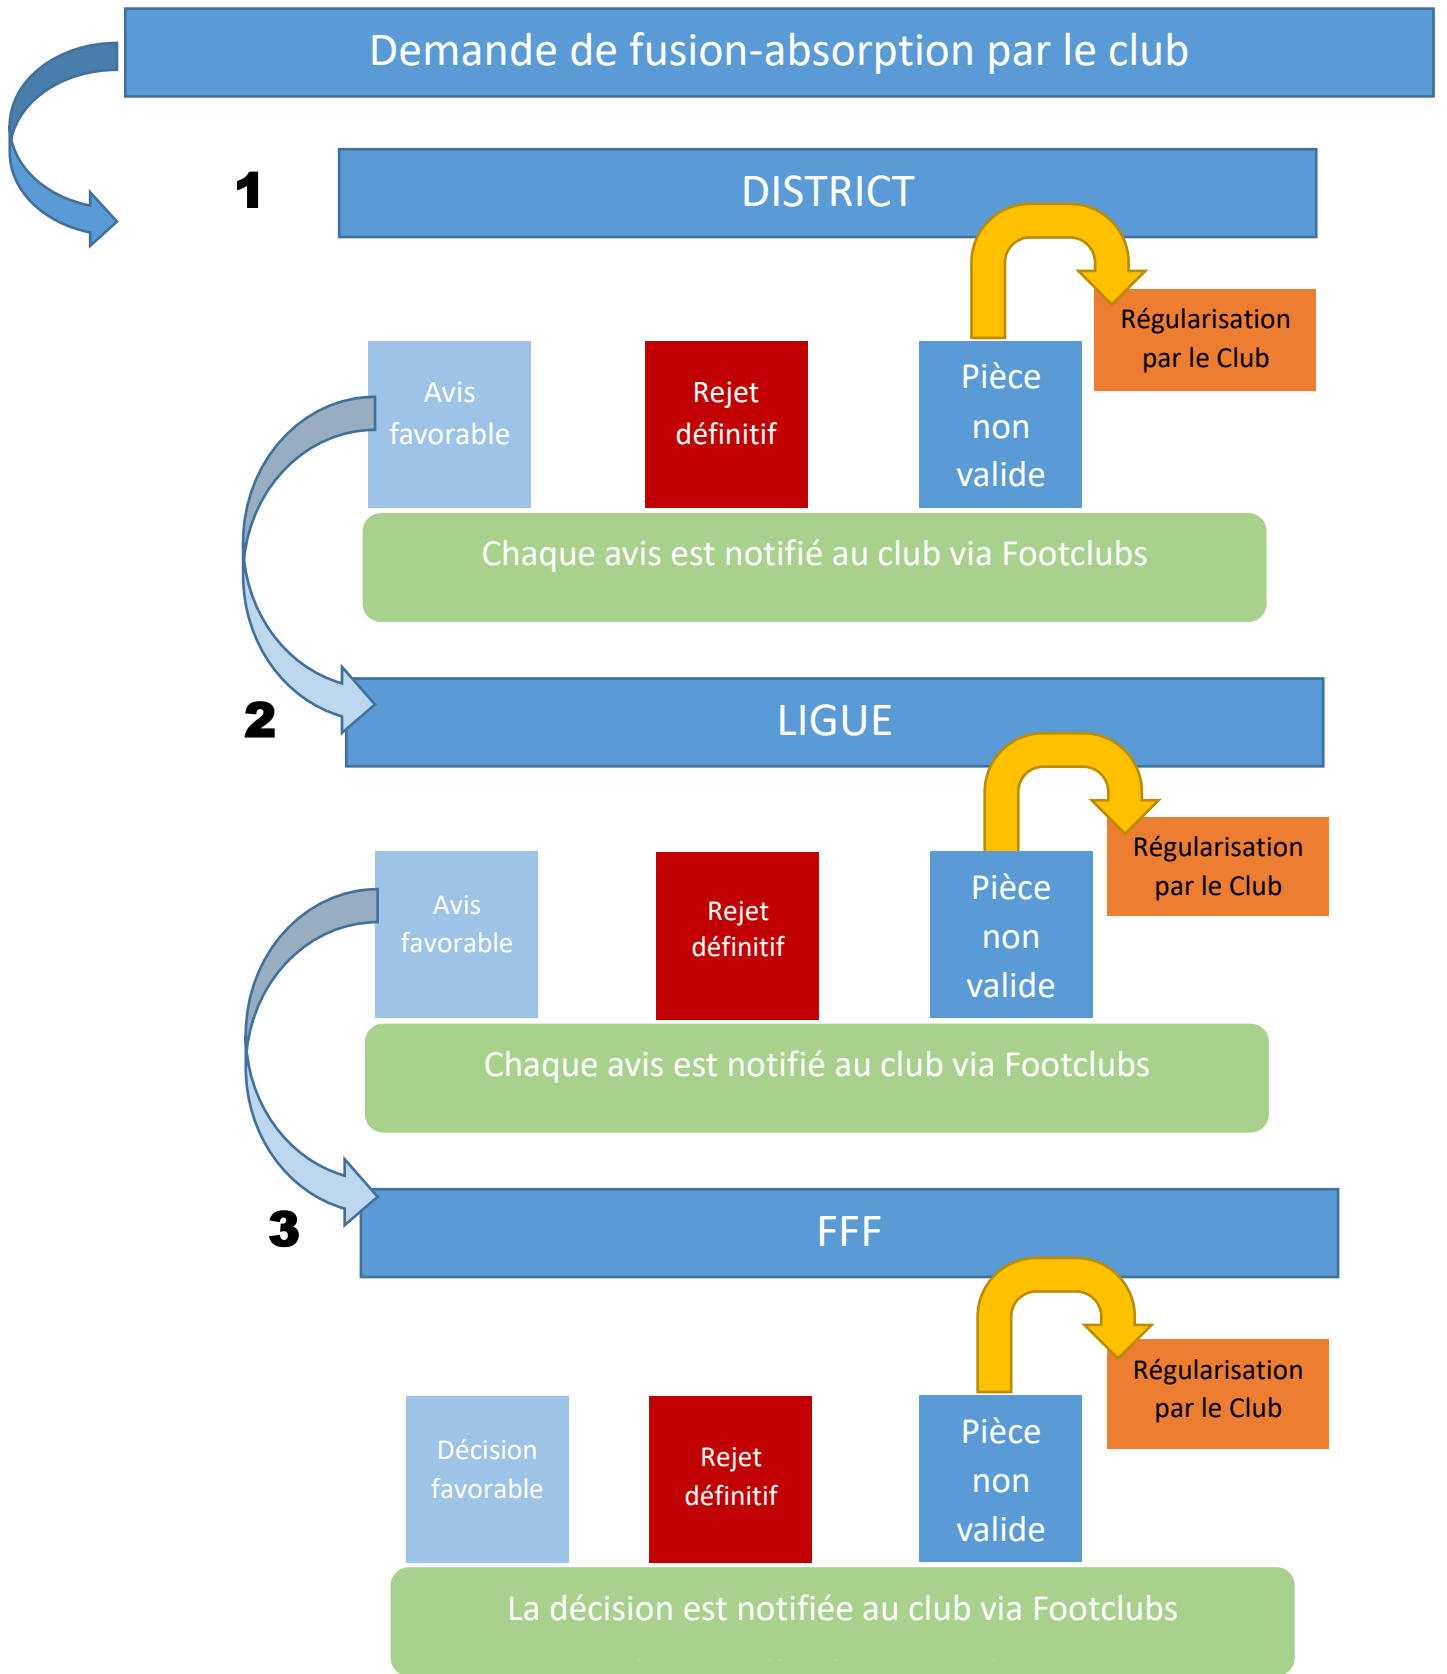 Demande de fusion-absorption par le club
1
DISTRICT
Régularisation
par le Club
Avis
favorable
Rejet
définitif
Pièce
non
valide
Chaque avis est notifié au club via Footclubs
2
LIGUE
Régularisation
par le Club
Avis
favorable
Rejet
définitif
Pièce
non
valide
Chaque avis est notifié au club via Footclubs
3
FFF
Régularisation
par le Club
Décision
favorable
Rejet
définitif
Pièce
non
valide
La décision est notifiée au club via Footclubs